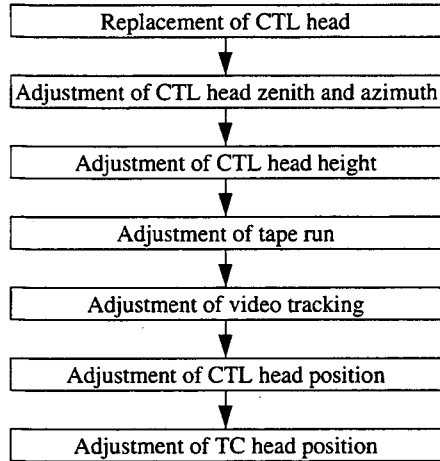 Replacement of CTL head
Adjustment of CTL head zenith and azimuth
Adjustment of CTL head height
Adjustment of tape run
Adjustment of video tracking
Adjustment of CTL head position
Adjustment of TC head position